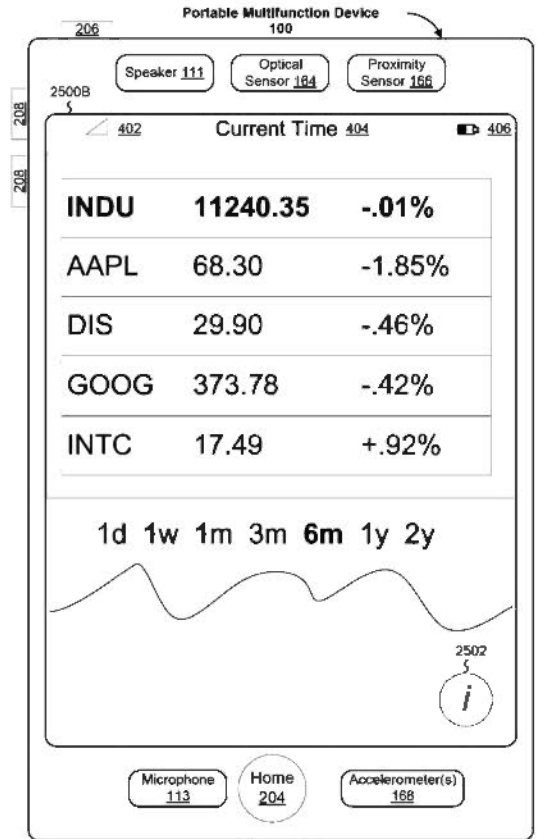 Portable Multifunction Device
100
206
Speaker 111
Optical
Sensor 164
Proximity
Sensor 166
2500B
208
208
402 Current Time 404 406
INDU 11240.35 -.01%
AAPL 68.30 -1.85%
DIS 29.90 -.46%
GOOG 373.78 -.42%
INTC 17.49 +.92%
1d 1w 1m 3m 6m 1y 2y
2502
i
Microphone
113
Home
204
Accelerometer(s)
168